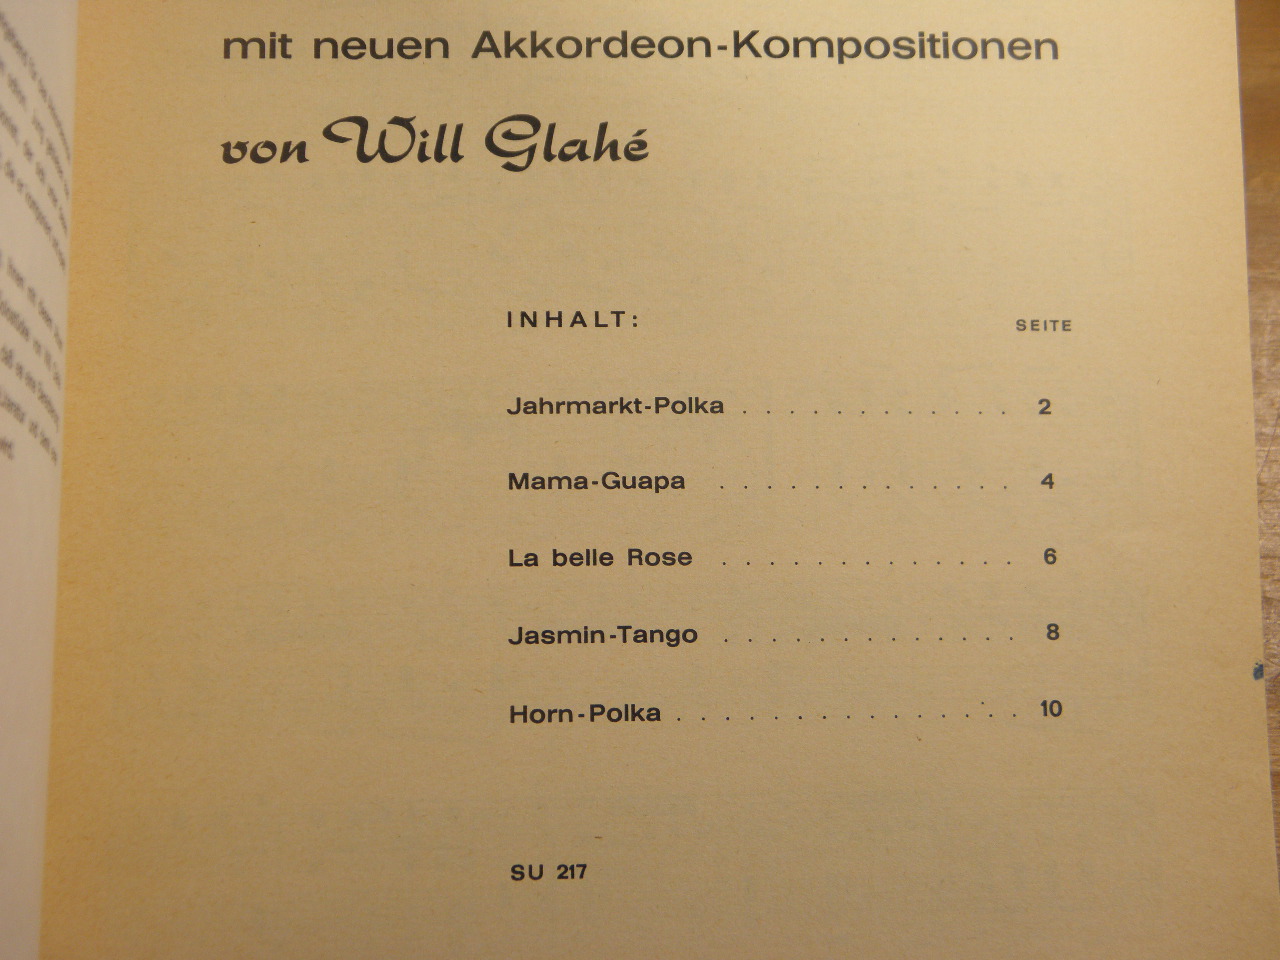 mit neuen Akkordeon-Kompositionen
von Will Glahé
INHALT:
SEITE
Jahrmarkt-Polka . . . . . . . . . . . . 2
Mama-Guapa . . . . . . . . . . . . . 4
La belle Rose . . . . . . . . . . . . . 6
Jasmin-Tango . . . . . . . . . . . . . 8
Horn-Polka . . . . . . . . . . . . . . . 10
SU 217